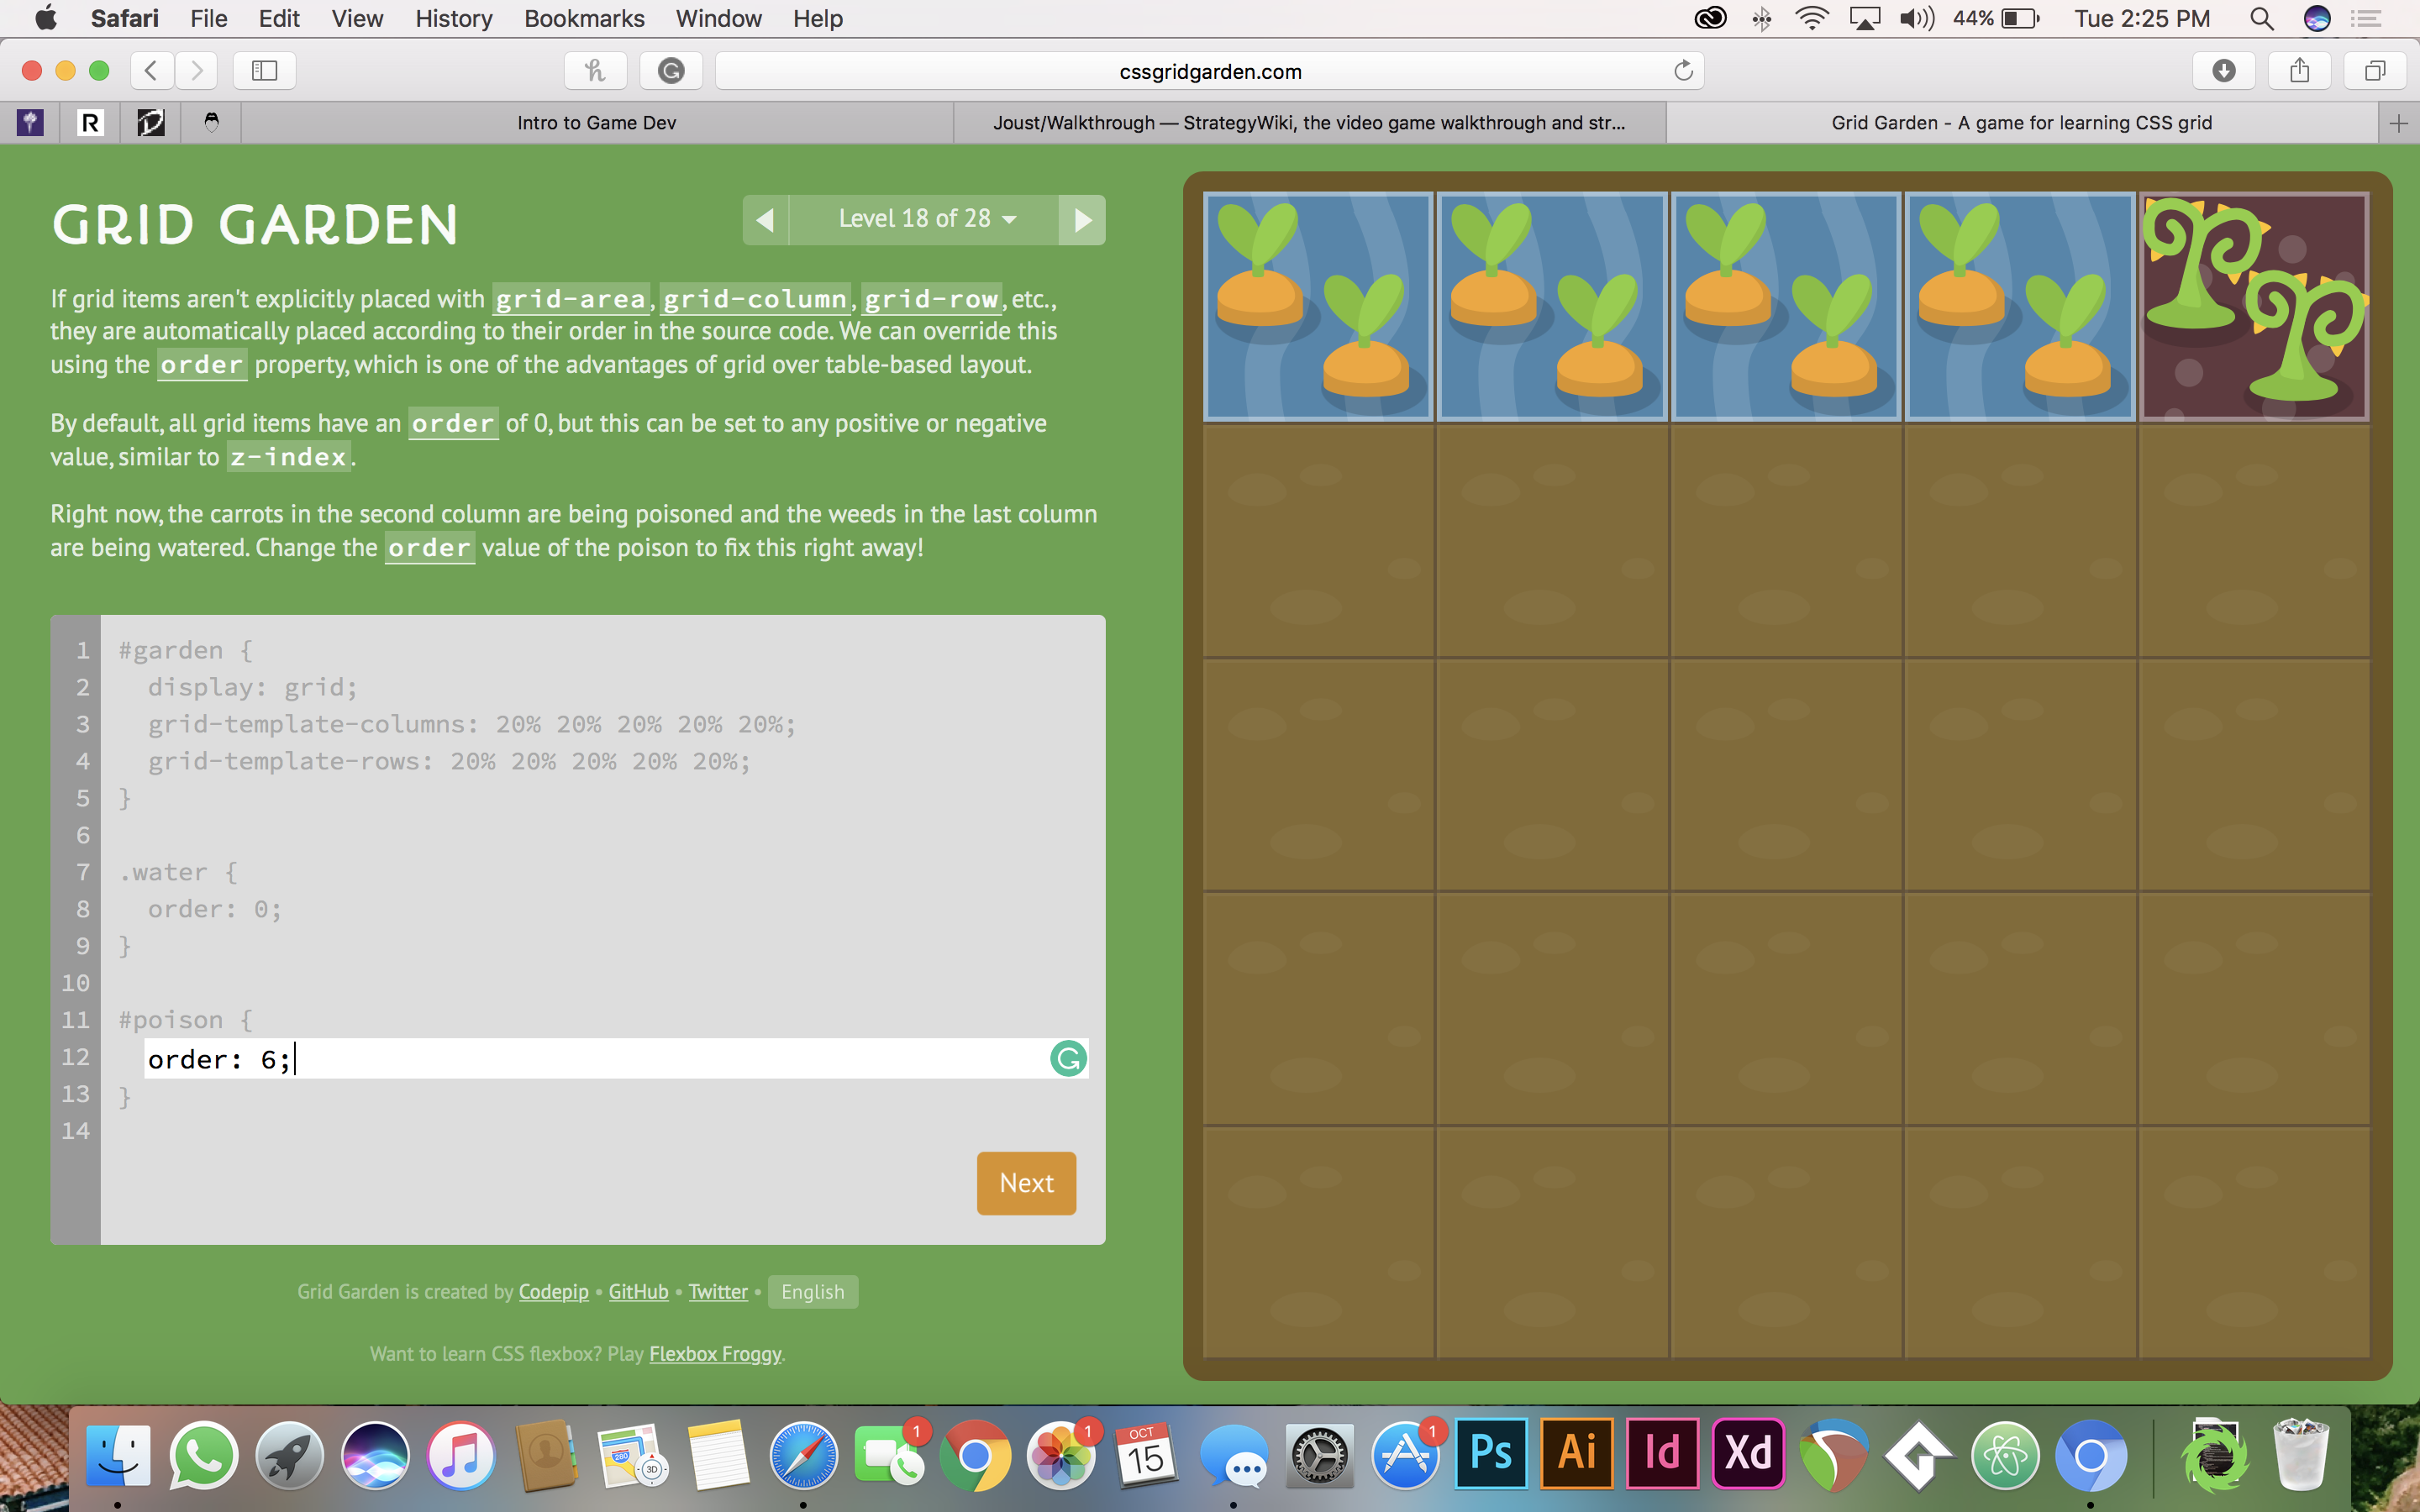 Safari File Edit View History Bookmarks Window Help 44% Tue 2:25 PM
cssgridgarden.com
R Intro to Game Dev Joust/Walkthrough — StrategyWiki, the video game walkthrough and str... Grid Garden - A game for learning CSS grid
GRID GARDEN
Level 18 of 28
If grid items aren't explicitly placed with grid-area, grid-column, grid-row, etc.,
they are automatically placed according to their order in the source code. We can override this
using the order property, which is one of the advantages of grid over table-based layout.
By default, all grid items have an order of 0, but this can be set to any positive or negative
value, similar to z-index.
Right now, the carrots in the second column are being poisoned and the weeds in the last column
are being watered. Change the order value of the poison to fix this right away!
1 #garden {
2 display: grid;
3 grid-template-columns: 20% 20% 20% 20% 20%;
4 grid-template-rows: 20% 20% 20% 20% 20%;
5 }
6
7 .water {
8 order: 0;
9 }
10
11 #poison {
12 order: 6;
13 }
14
Next
Grid Garden is created by Codepip • GitHub • Twitter • English
Want to learn CSS flexbox? Play Flexbox Froggy.
280 3D 1 1 OCT 15 1 Ps Ai Id Xd